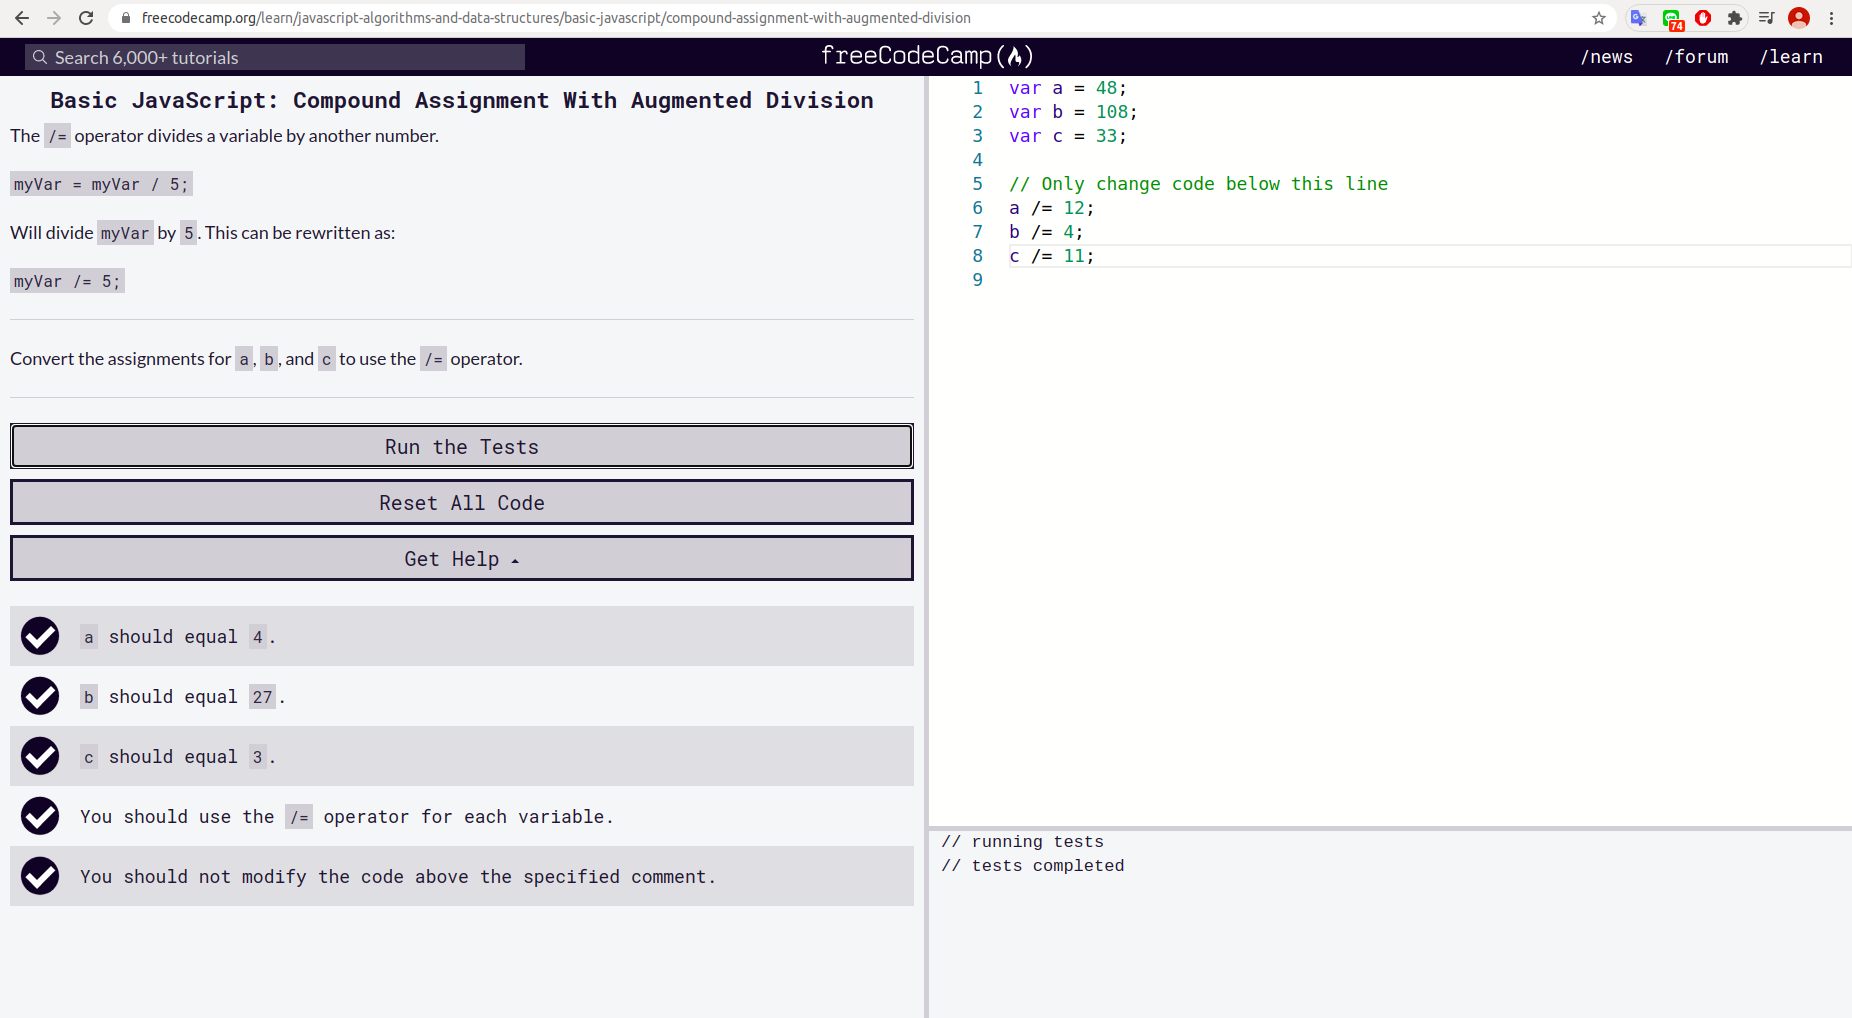 freecodecamp.org/learn/javascript-algorithms-and-data-structures/basic-javascript/compound-assignment-with-augmented-division
74
Search 6,000+ tutorials
freeCodeCamp
/news /forum /learn
Basic JavaScript: Compound Assignment With Augmented Division
The /= operator divides a variable by another number.
myVar = myVar / 5;
Will divide myVar by 5. This can be rewritten as:
myVar /= 5;
Convert the assignments for a, b, and c to use the /= operator.
Run the Tests
Reset All Code
Get Help
a should equal 4.
b should equal 27.
c should equal 3.
You should use the /= operator for each variable.
You should not modify the code above the specified comment.
1 var a = 48;
2 var b = 108;
3 var c = 33;
4
5 // Only change code below this line
6 a /= 12;
7 b /= 4;
8 c /= 11;
9
// running tests
// tests completed